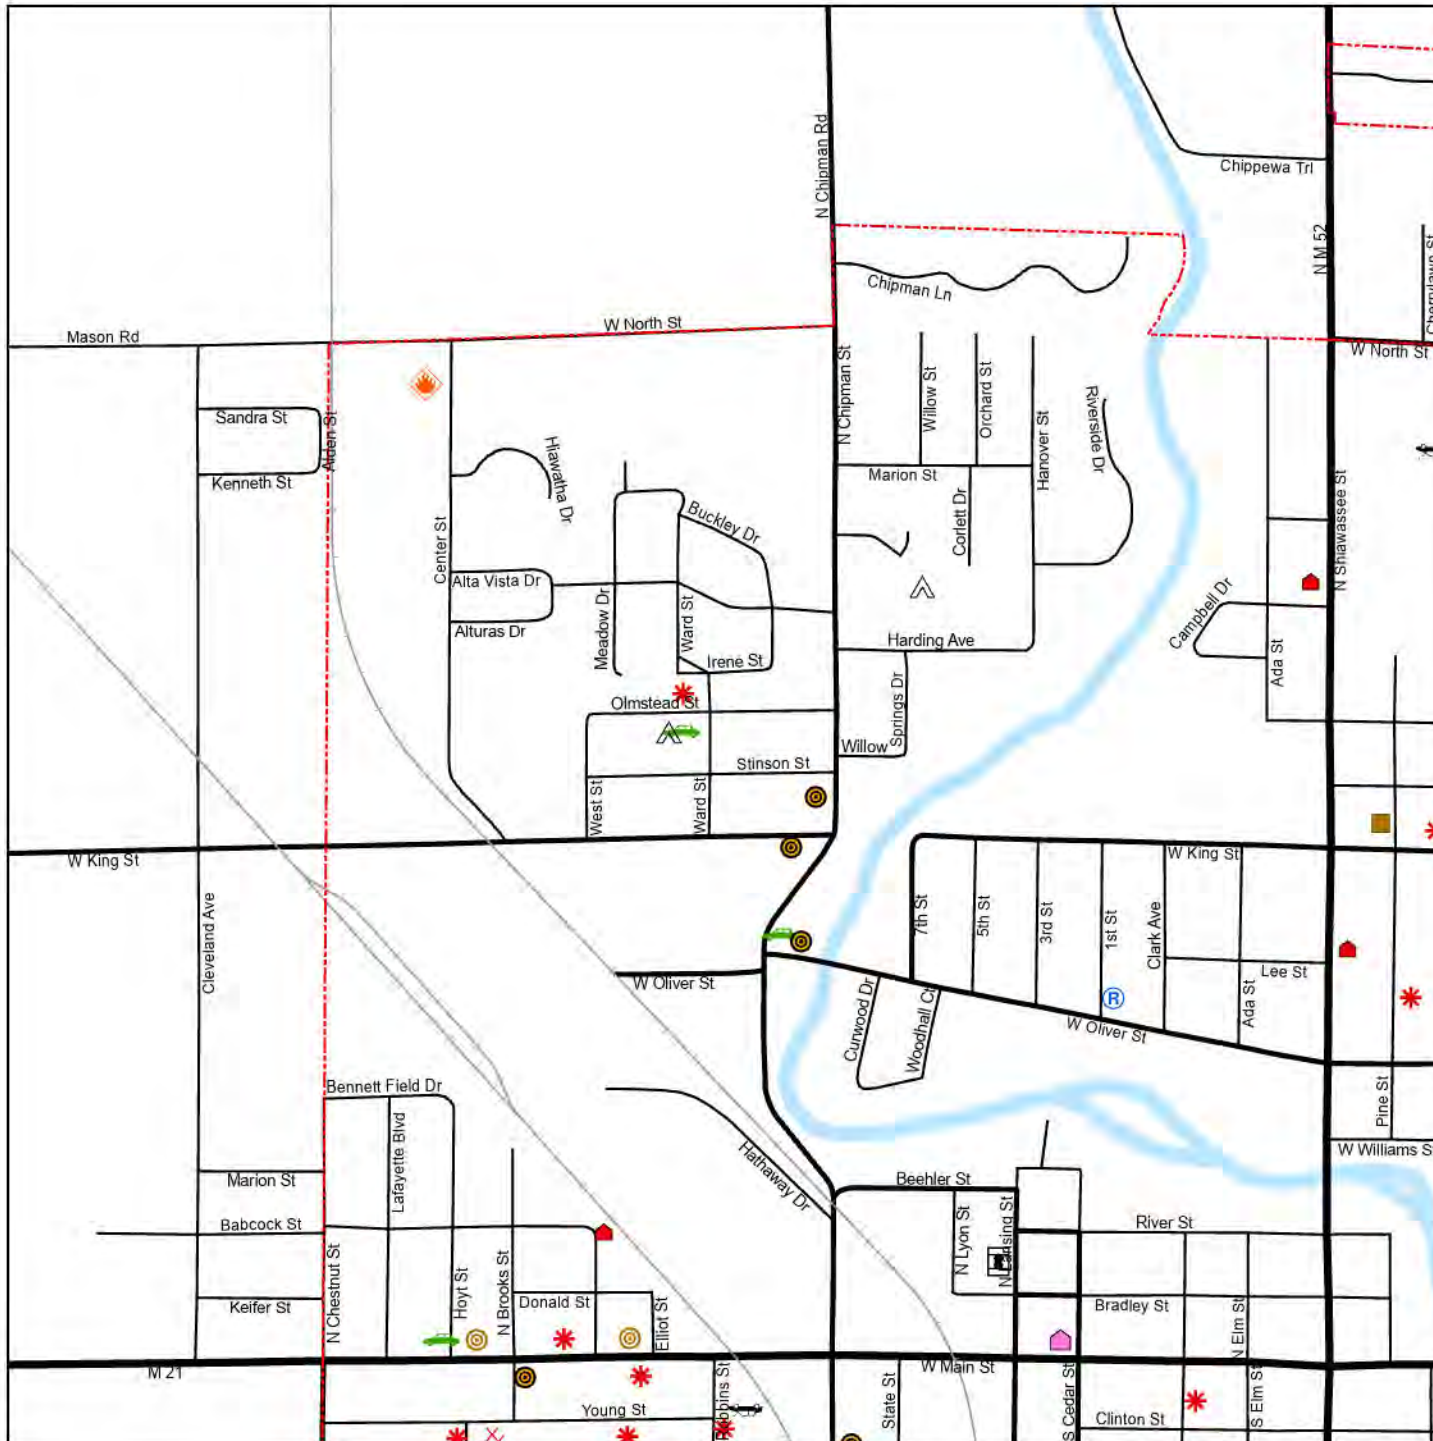 N Chipman Rd
Chippewa Trl
N M 52
Chipman Ln
Cherrylawn St
W North St
Mason Rd
W North St
N Chipman St
Willow St
Orchard St
Hanover St
Riverside Dr
Sandra St
Alden St
Marion St
Kenneth St
Hiawatha Dr
Corlett Dr
N Shiawassee St
Buckley Dr
Center St
Alta Vista Dr
Meadow Dr
Ward St
Campbell Dr
Alturas Dr
Harding Ave
Irene St
Ada St
Olmstead St
Springs Dr
Willow
Stinson St
West St
Ward St
W King St
W King St
Cleveland Ave
7th St
5th St
3rd St
1st St
Clark Ave
Lee St
W Oliver St
Ada St
R
Curwood Dr
Woodhall Ct
W Oliver St
Bennett Field Dr
Pine St
Lafayette Blvd
W Williams S
Hathaway Dr
Marion St
Beehler St
Babcock St
N Lyon St
N Lansing St
River St
N Chestnut St
Hoyt St
N Brooks St
Keifer St
Donald St
Elliot St
Bradley St
N Elm St
M 21
W Main St
Robbins St
State St
S Cedar St
S Elm St
Young St
Clinton St